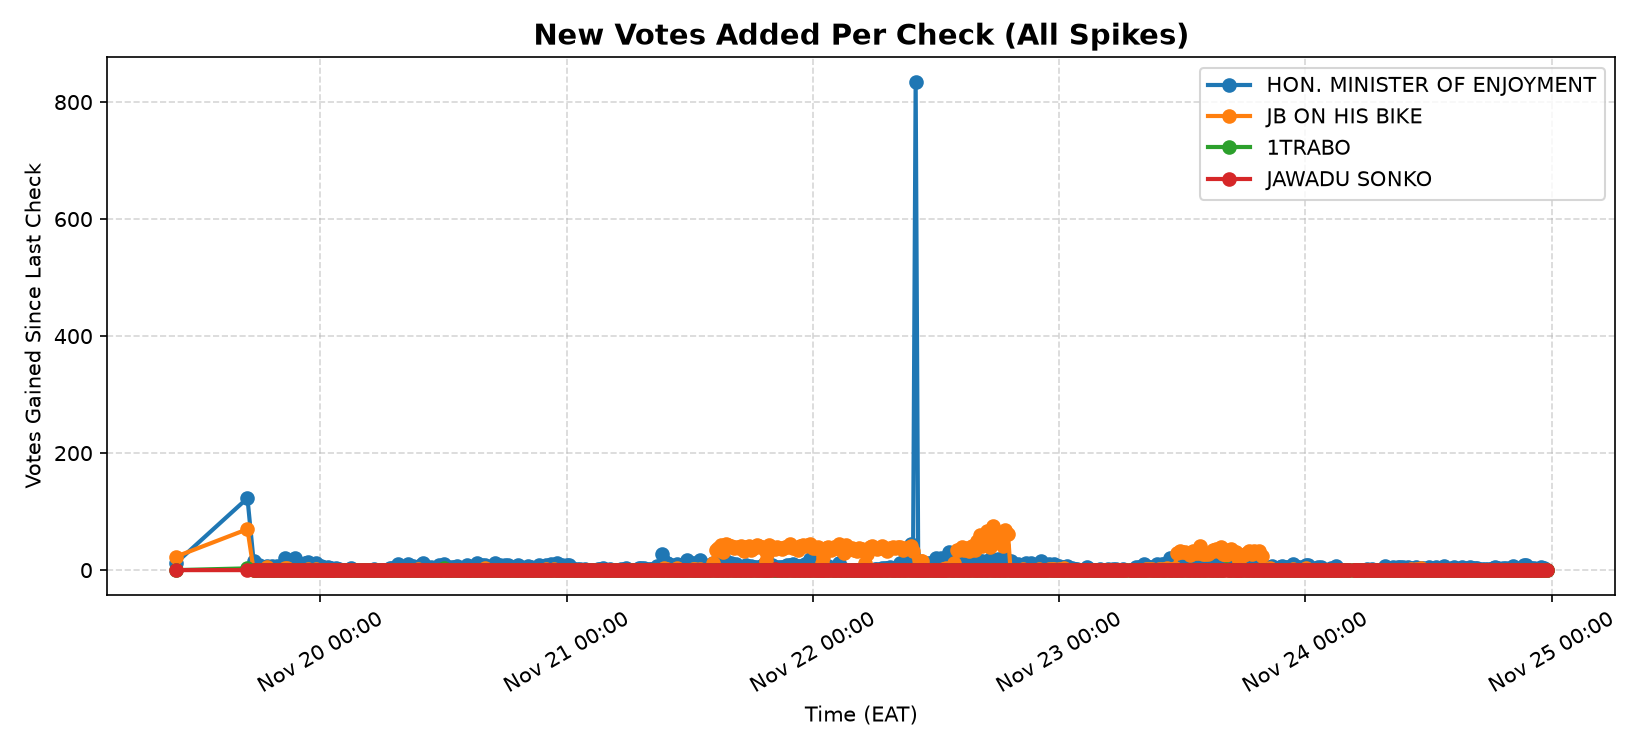 New Votes Added Per Check (All Spikes)
HON. MINISTER OF ENJOYMENT
JB ON HIS BIKE
1TRABO
JAWADU SONKO
Votes Gained Since Last Check
800
600
400
200
0
Nov 20 00:00
Nov 21 00:00
Nov 22 00:00
Nov 23 00:00
Nov 24 00:00
Nov 25 00:00
Time (EAT)